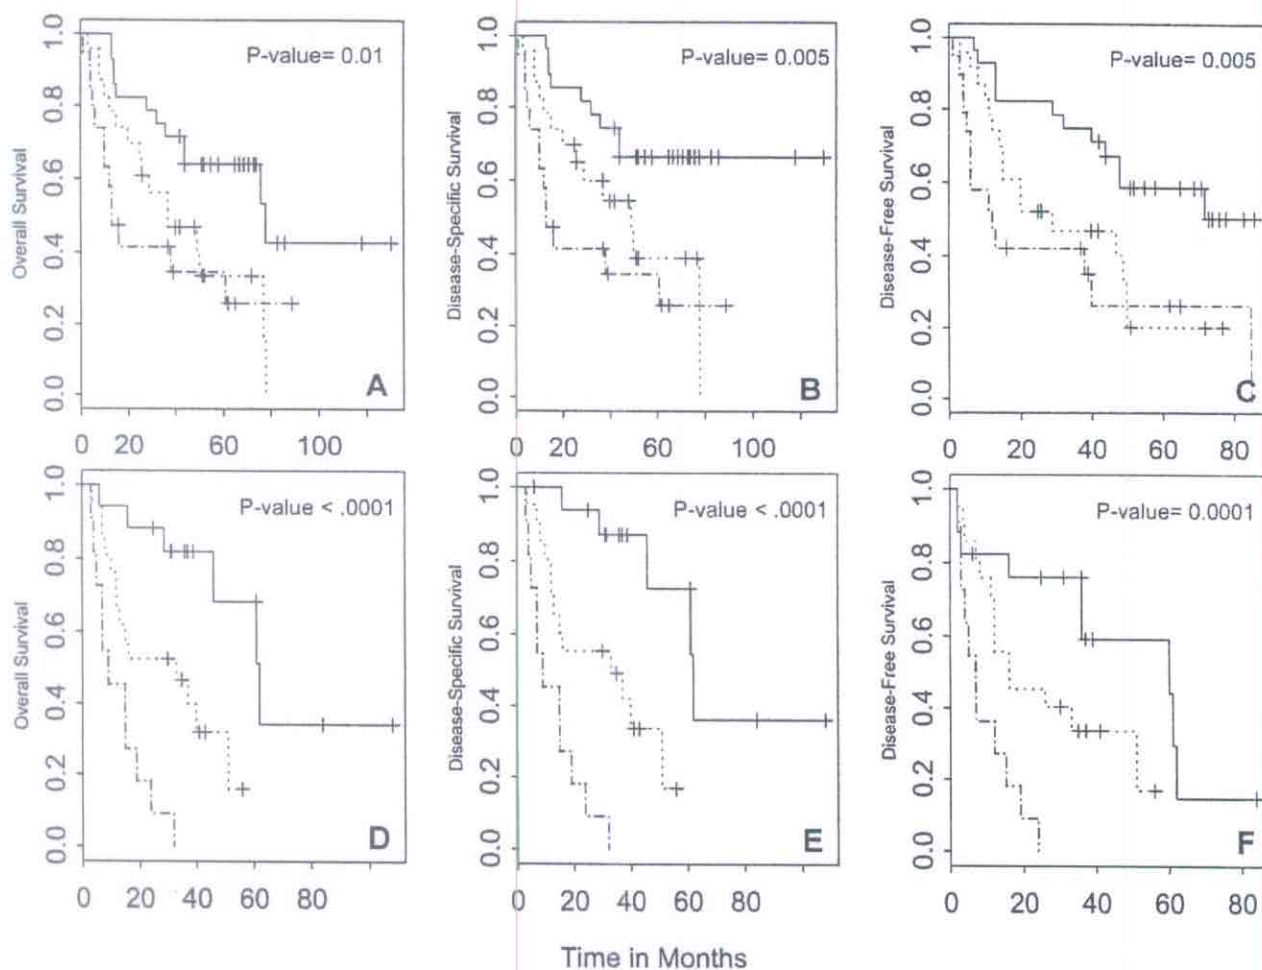 Overall Survival
1.0
0.8
0.6
0.4
0.2
0.0
P-value= 0.01
A
0 20 60 100
Disease-Specific Survival
1.0
0.8
0.6
0.4
0.2
0.0
P-value= 0.005
B
0 20 60 100
Disease-Free Survival
1.0
0.8
0.6
0.4
0.2
0.0
P-value= 0.005
C
0 20 40 60 80
Overall Survival
1.0
0.8
0.6
0.4
0.2
0.0
P-value < .0001
D
0 20 40 60 80
Disease-Specific Survival
1.0
0.8
0.6
0.4
0.2
0.0
P-value < .0001
E
0 20 40 60 80
Disease-Free Survival
1.0
0.8
0.6
0.4
0.2
0.0
P-value= 0.0001
F
0 20 40 60 80
Time in Months